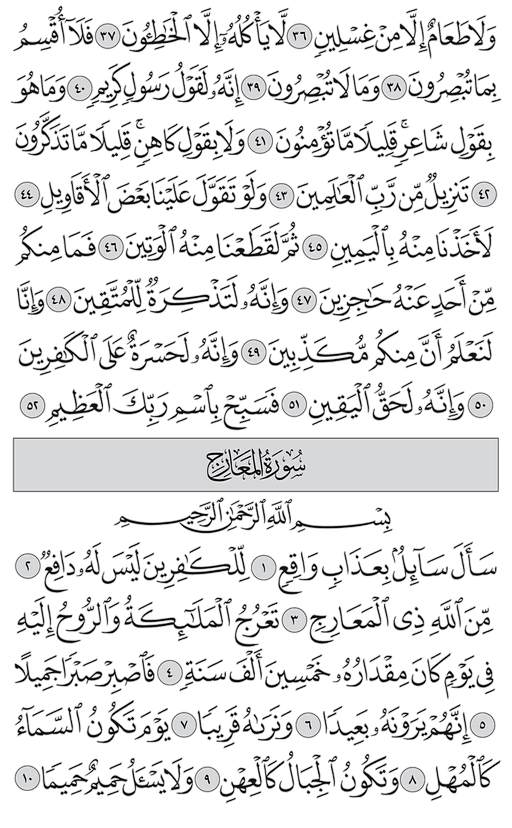 وَلَا طَعَامٌ إِلَّا مِنْ غِسْلِينٍ ٣٦ لَّا يَأْكُلُهُۥٓ إِلَّا ٱلْخَٰطِـُٔونَ ٣٧ فَلَآ أُقْسِمُ
بِمَا تُبْصِرُونَ ٣٨ وَمَا لَا تُبْصِرُونَ ٣٩ إِنَّهُۥ لَقَوْلُ رَسُولٍ كَرِيمٍ ٤٠ وَمَا هُوَ
بِقَوْلِ شَاعِرٍ ۚ قَلِيلًا مَّا تُؤْمِنُونَ ٤١ وَلَا بِقَوْلِ كَاهِنٍ ۚ قَلِيلًا مَّا تَذَكَّرُونَ
٤٢ تَنزِيلٌ مِّن رَّبِّ ٱلْعَٰلَمِينَ ٤٣ وَلَوْ تَقَوَّلَ عَلَيْنَا بَعْضَ ٱلْأَقَاوِيلِ ٤٤
لَأَخَذْنَا مِنْهُ بِٱلْيَمِينِ ٤٥ ثُمَّ لَقَطَعْنَا مِنْهُ ٱلْوَتِينَ ٤٦ فَمَا مِنكُم
مِّنْ أَحَدٍ عَنْهُ حَٰجِزِينَ ٤٧ وَإِنَّهُۥ لَتَذْكِرَةٌ لِّلْمُتَّقِينَ ٤٨ وَإِنَّا
لَنَعْلَمُ أَنَّ مِنكُم مُّكَذِّبِينَ ٤٩ وَإِنَّهُۥ لَحَسْرَةٌ عَلَى ٱلْكَٰفِرِينَ
٥٠ وَإِنَّهُۥ لَحَقُّ ٱلْيَقِينِ ٥١ فَسَبِّحْ بِٱسْمِ رَبِّكَ ٱلْعَظِيمِ ٥٢
سُورَةُ المَعَارِجِ
بِسْمِ ٱللَّهِ ٱلرَّحْمَٰنِ ٱلرَّحِيمِ
سَأَلَ سَآئِلٌۢ بِعَذَابٍ وَاقِعٍ ١ لِّلْكَٰفِرِينَ لَيْسَ لَهُۥ دَافِعٌ ٢
مِّنَ ٱللَّهِ ذِى ٱلْمَعَارِجِ ٣ تَعْرُجُ ٱلْمَلَٰٓئِكَةُ وَٱلرُّوحُ إِلَيْهِ
فِى يَوْمٍ كَانَ مِقْدَارُهُۥ خَمْسِينَ أَلْفَ سَنَةٍ ٤ فَٱصْبِرْ صَبْرًا جَمِيلًا
٥ إِنَّهُمْ يَرَوْنَهُۥ بَعِيدًا ٦ وَنَرَىٰهُ قَرِيبًا ٧ يَوْمَ تَكُونُ ٱلسَّمَآءُ
كَٱلْمُهْلِ ٨ وَتَكُونُ ٱلْجِبَالُ كَٱلْعِهْنِ ٩ وَلَا يَسْـَٔلُ حَمِيمٌ حَمِيمًا ١٠